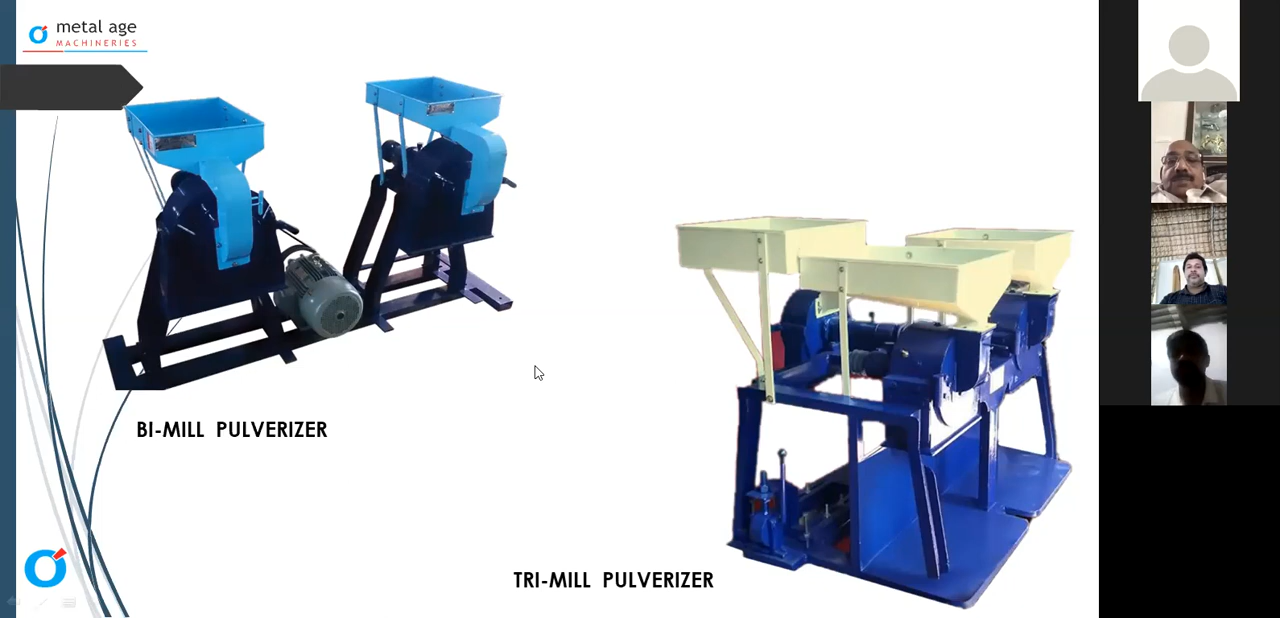 metal age
MACHINERIES
BI-MILL PULVERIZER
TRI-MILL PULVERIZER